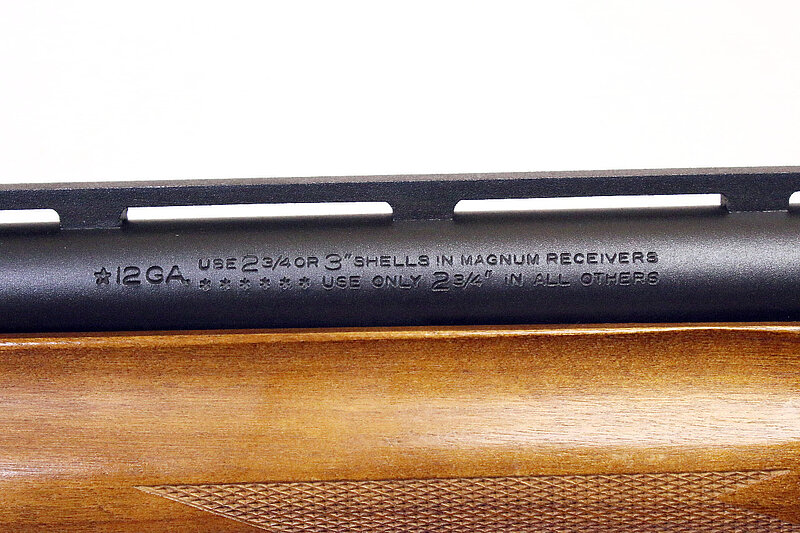 ☆12GA. USE 2 3/4 OR 3" SHELLS IN MAGNUM RECEIVERS
****** USE ONLY 2 3/4" IN ALL OTHERS